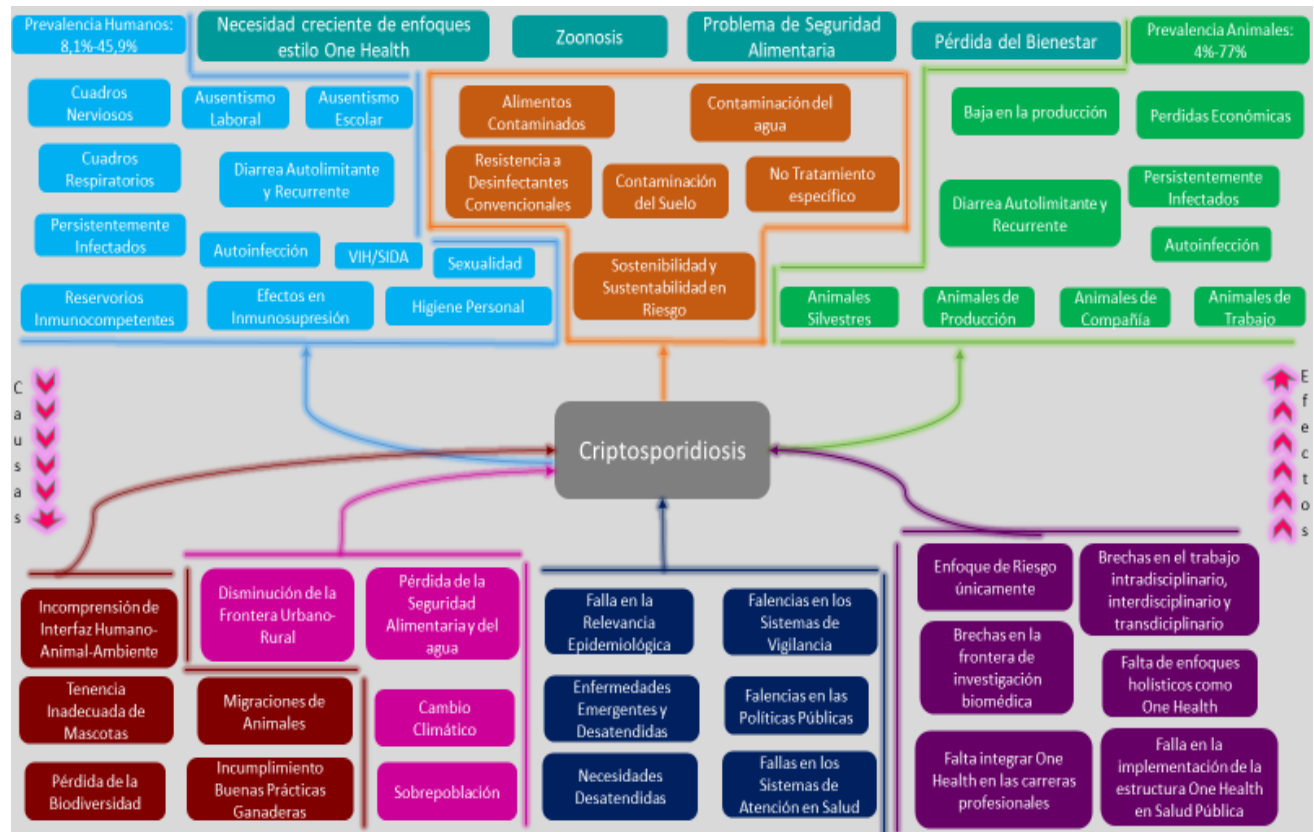 Prevalencia Humanos:
8,1%-45,9%
Necesidad creciente de enfoques
estilo One Health
Zoonosis
Problema de Seguridad
Alimentaria
Pérdida del Bienestar
Prevalencia Animales:
4%-77%
Cuadros
Nerviosos
Ausentismo
Laboral
Ausentismo
Escolar
Cuadros
Respiratorios
Diarrea Autolimitante
y Recurrente
Persistentemente
Infectados
Autoinfección
VIH/SIDA
Sexualidad
Reservorios
Inmunocompetentes
Efectos en
Inmunosupresión
Higiene Personal
Alimentos
Contaminados
Contaminación del
agua
Resistencia a
Desinfectantes
Convencionales
Contaminación
del Suelo
No Tratamiento
específico
Sostenibilidad y
Sustentabilidad en
Riesgo
Baja en la producción
Perdidas Económicas
Diarrea Autolimitante y
Recurrente
Persistentemente
Infectados
Autoinfección
Animales
Silvestres
Animales de
Producción
Animales de
Compañía
Animales de
Trabajo
Causas
Criptosporidiosis
Efectos
Incomprensión de
Interfaz Humano-
Animal-Ambiente
Tenencia
Inadecuada de
Mascotas
Migraciones de
Animales
Pérdida de la
Biodiversidad
Incumplimiento
Buenas Prácticas
Ganaderas
Disminución de la
Frontera Urbano-
Rural
Pérdida de la
Seguridad
Alimentaria y del
agua
Cambio
Climático
Sobrepoblación
Falla en la
Relevancia
Epidemiológica
Falencias en los
Sistemas de
Vigilancia
Enfermedades
Emergentes y
Desatendidas
Falencias en las
Políticas Públicas
Necesidades
Desatendidas
Fallas en los
Sistemas de
Atención en Salud
Enfoque de Riesgo
únicamente
Brechas en el trabajo
intradisciplinario,
interdisciplinario y
transdiciplinario
Brechas en la
frontera de
investigación
biomédica
Falta de enfoques
holísticos como
One Health
Falta integrar One
Health en las carreras
profesionales
Falla en la
implementación de la
estructura One Health
en Salud Pública